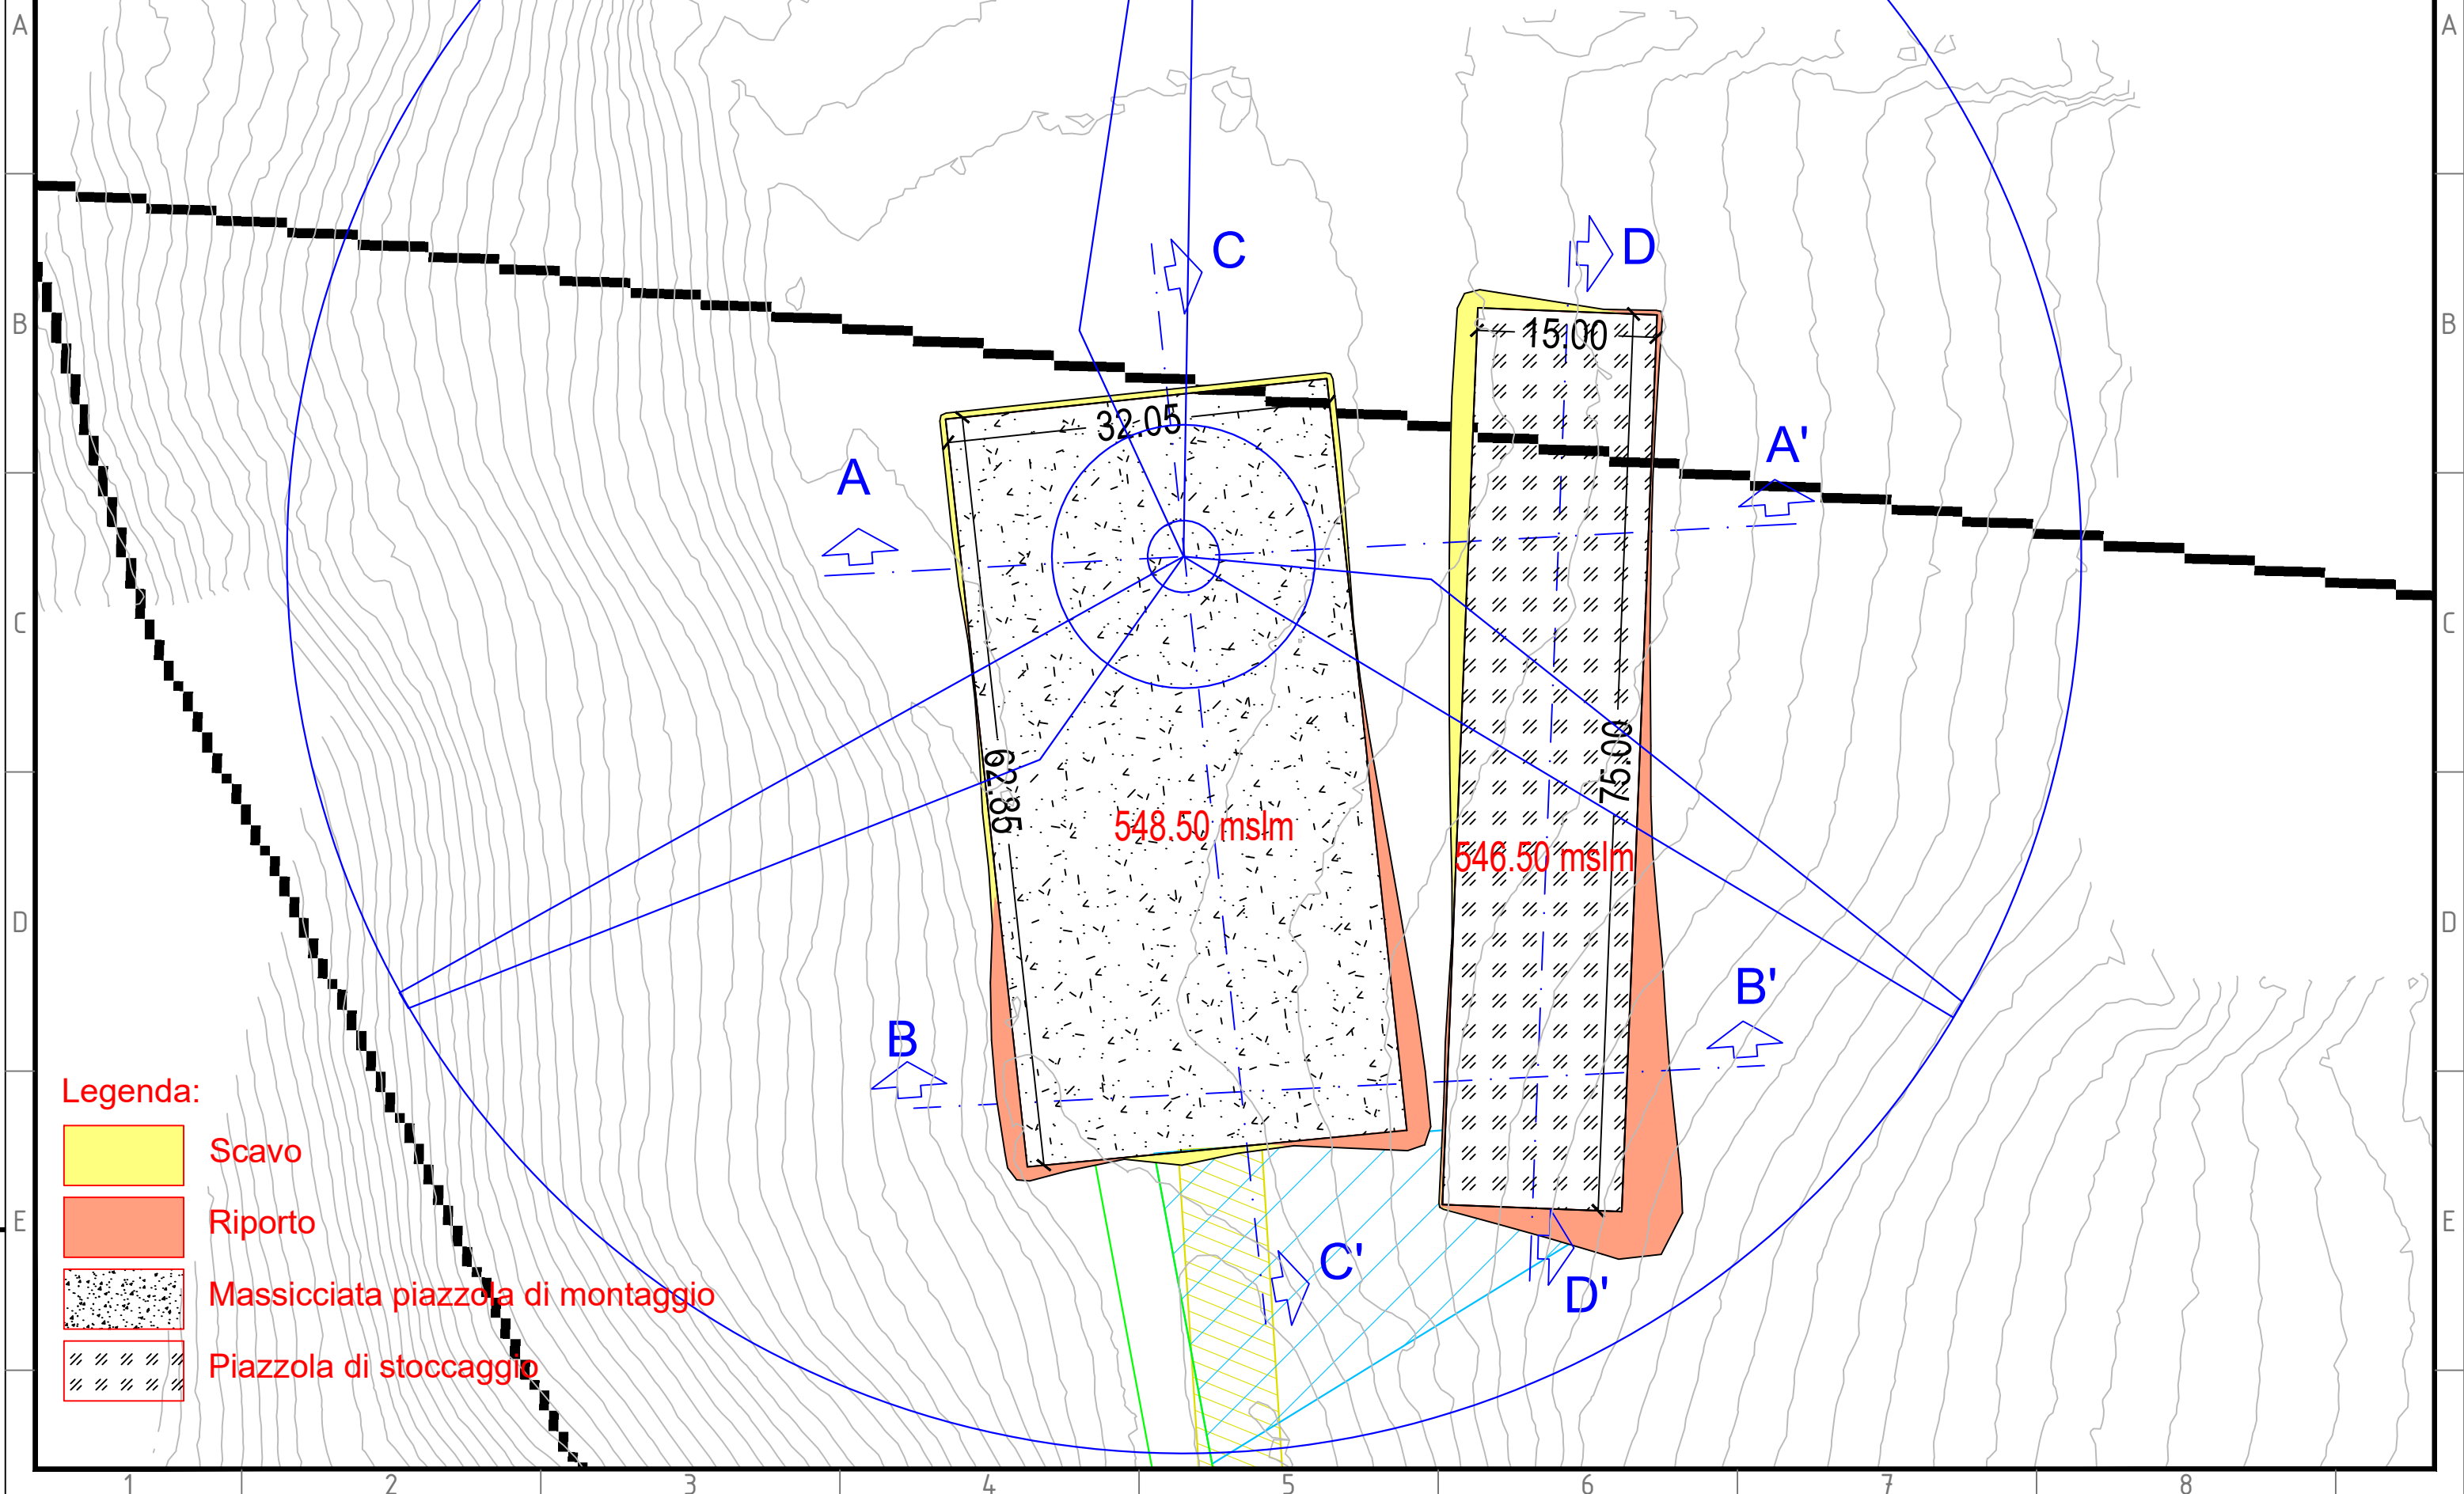 A
A
C
D
B
15.00
B
32.05
A'
A
C
C
62.85
75.00
548.50 mslm
546.50 mslm
D
D
B'
B
Legenda:
Scavo
Riporto
E
E
C'
D'
Massicciata piazzola di montaggio
Piazzola di stoccaggio
1
2
3
4
5
6
7
8